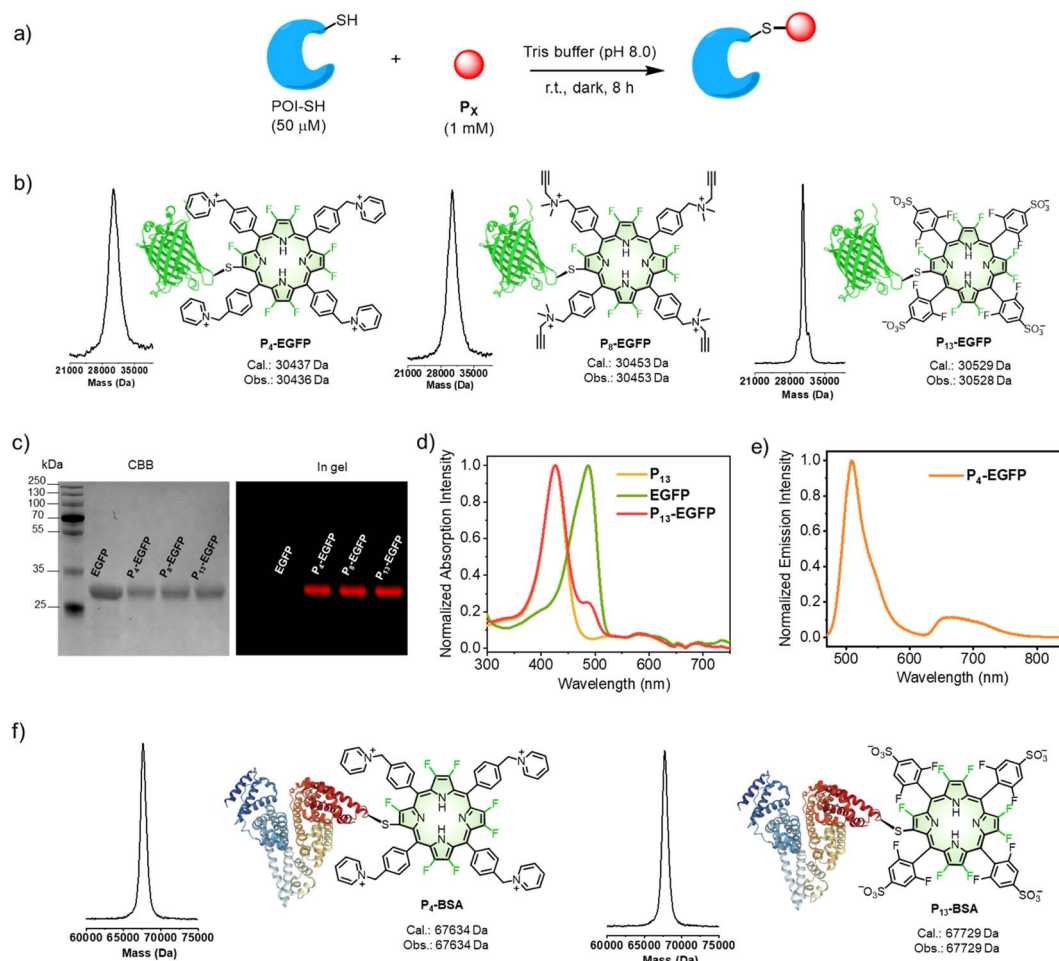 a)
SH
POI-SH
(50 μM)
+
Pₓ
(1 mM)
Tris buffer (pH 8.0)
r.t., dark, 8 h
S
b)
21000 28000 35000
Mass (Da)
P₄-EGFP
Cal.: 30437 Da
Obs.: 30436 Da
21000 28000 35000
Mass (Da)
P₈-EGFP
Cal.: 30453 Da
Obs.: 30453 Da
21000 28000 35000
Mass (Da)
P₁₃-EGFP
Cal.: 30529 Da
Obs.: 30528 Da
c)
kDa
CBB
In gel
250
130
100
70
55
35
25
EGFP
P₄-EGFP
P₈-EGFP
P₁₃-EGFP
EGFP
P₄-EGFP
P₈-EGFP
P₁₃-EGFP
d)
Normalized Absorption Intensity
1.0
0.8
0.6
0.4
0.2
0.0
300 400 500 600 700
Wavelength (nm)
P₁₃
EGFP
P₁₃-EGFP
e)
Normalized Emission Intensity
1.0
0.8
0.6
0.4
0.2
0.0
500 600 700 800
Wavelength (nm)
P₄-EGFP
f)
60000 65000 70000 75000
Mass (Da)
P₄-BSA
Cal.: 67634 Da
Obs.: 67634 Da
60000 65000 70000 75000
Mass (Da)
P₁₃-BSA
Cal.: 67729 Da
Obs.: 67729 Da